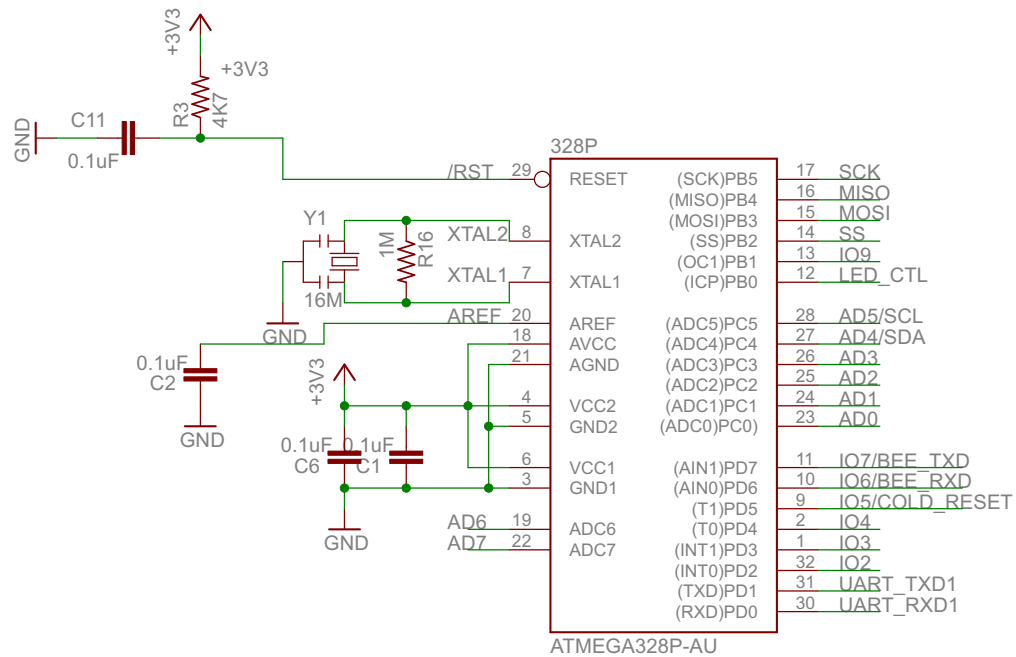 +3V3
+3V3
R3
4K7
C11
0.1uF
GND
328P
/RST
29
RESET
(SCK)PB5
17
SCK
(MISO)PB4
16
MISO
(MOSI)PB3
15
MOSI
Y1
1M
R16
16M
GND
XTAL2
8
XTAL2
(SS)PB2
14
SS
(OC1)PB1
13
IO9
XTAL1
7
XTAL1
(ICP)PB0
12
LED_CTL
AREF
20
AREF
(ADC5)PC5
28
AD5/SCL
18
AVCC
(ADC4)PC4
27
AD4/SDA
21
AGND
(ADC3)PC3
26
AD3
0.1uF
C2
GND
+3V3
(ADC2)PC2
25
AD2
4
VCC2
(ADC1)PC1
24
AD1
5
GND2
(ADC0)PC0)
23
AD0
0.1uF
C6
0.1uF
C1
6
VCC1
(AIN1)PD7
11
IO7/BEE_TXD
3
GND1
(AIN0)PD6
10
IO6/BEE_RXD
(T1)PD5
9
IO5/COLD_RESET
GND
AD6
19
ADC6
(T0)PD4
2
IO4
AD7
22
ADC7
(INT1)PD3
1
IO3
(INT0)PD2
32
IO2
(TXD)PD1
31
UART_TXD1
(RXD)PD0
30
UART_RXD1
ATMEGA328P-AU